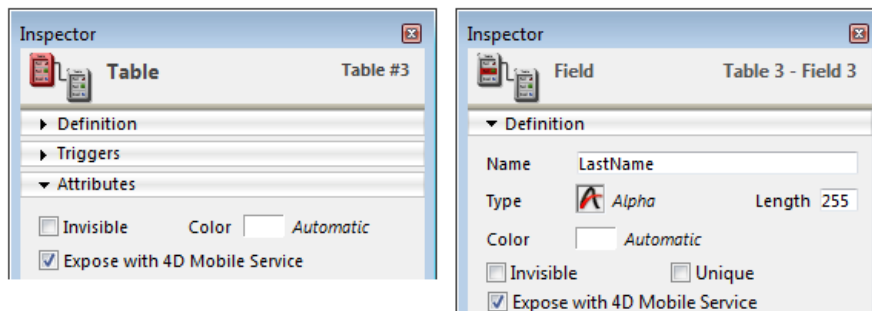 Inspector
Table Table #3
Definition
Triggers
Attributes
Invisible Color Automatic
Expose with 4D Mobile Service
Inspector
Field Table 3 - Field 3
Definition
Name LastName
Type Alpha Length 255
Color Automatic
Invisible Unique
Expose with 4D Mobile Service